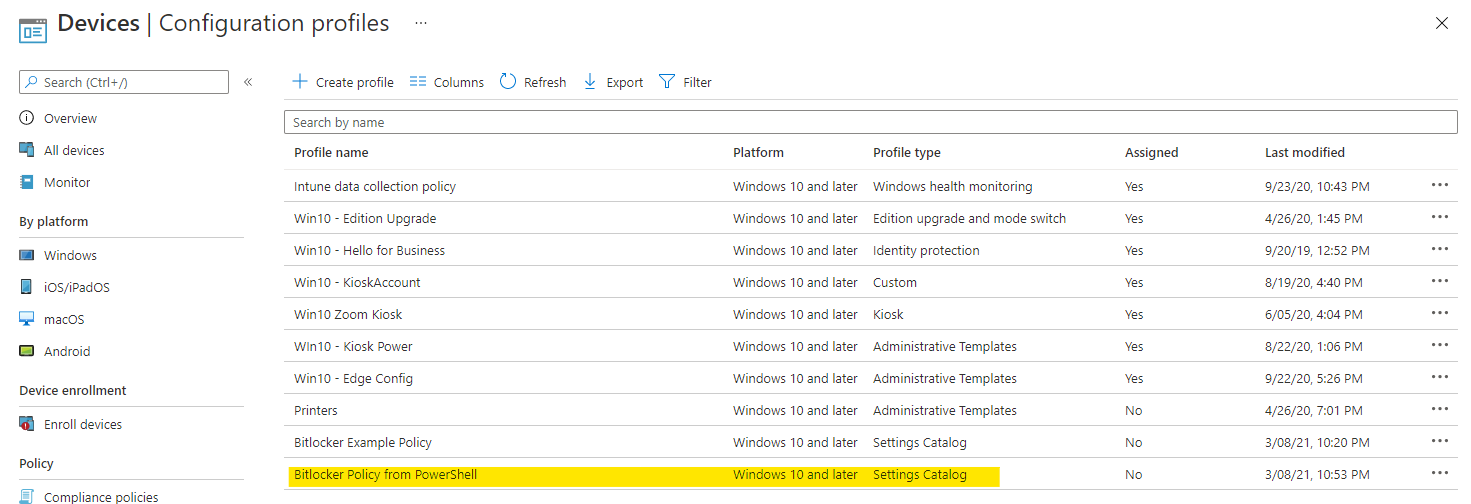 Devices | Configuration profiles ...
Search (Ctrl+/)
«
Overview
All devices
Monitor
By platform
Windows
iOS/iPadOS
macOS
Android
Device enrollment
Enroll devices
Policy
Compliance policies
Create profile Columns Refresh Export Filter
Search by name
Profile name Platform Profile type Assigned Last modified
Intune data collection policy Windows 10 and later Windows health monitoring Yes 9/23/20, 10:43 PM ...
Win10 - Edition Upgrade Windows 10 and later Edition upgrade and mode switch Yes 4/26/20, 1:45 PM ...
Win10 - Hello for Business Windows 10 and later Identity protection Yes 9/20/19, 12:52 PM ...
Win10 - KioskAccount Windows 10 and later Custom Yes 8/19/20, 4:40 PM ...
Win10 Zoom Kiosk Windows 10 and later Kiosk Yes 6/05/20, 4:04 PM ...
WIn10 - Kiosk Power Windows 10 and later Administrative Templates Yes 8/22/20, 1:06 PM ...
Win10 - Edge Config Windows 10 and later Administrative Templates Yes 9/22/20, 5:26 PM ...
Printers Windows 10 and later Administrative Templates No 4/26/20, 7:01 PM ...
Bitlocker Example Policy Windows 10 and later Settings Catalog No 3/08/21, 10:20 PM ...
Bitlocker Policy from PowerShell Windows 10 and later Settings Catalog No 3/08/21, 10:53 PM ...